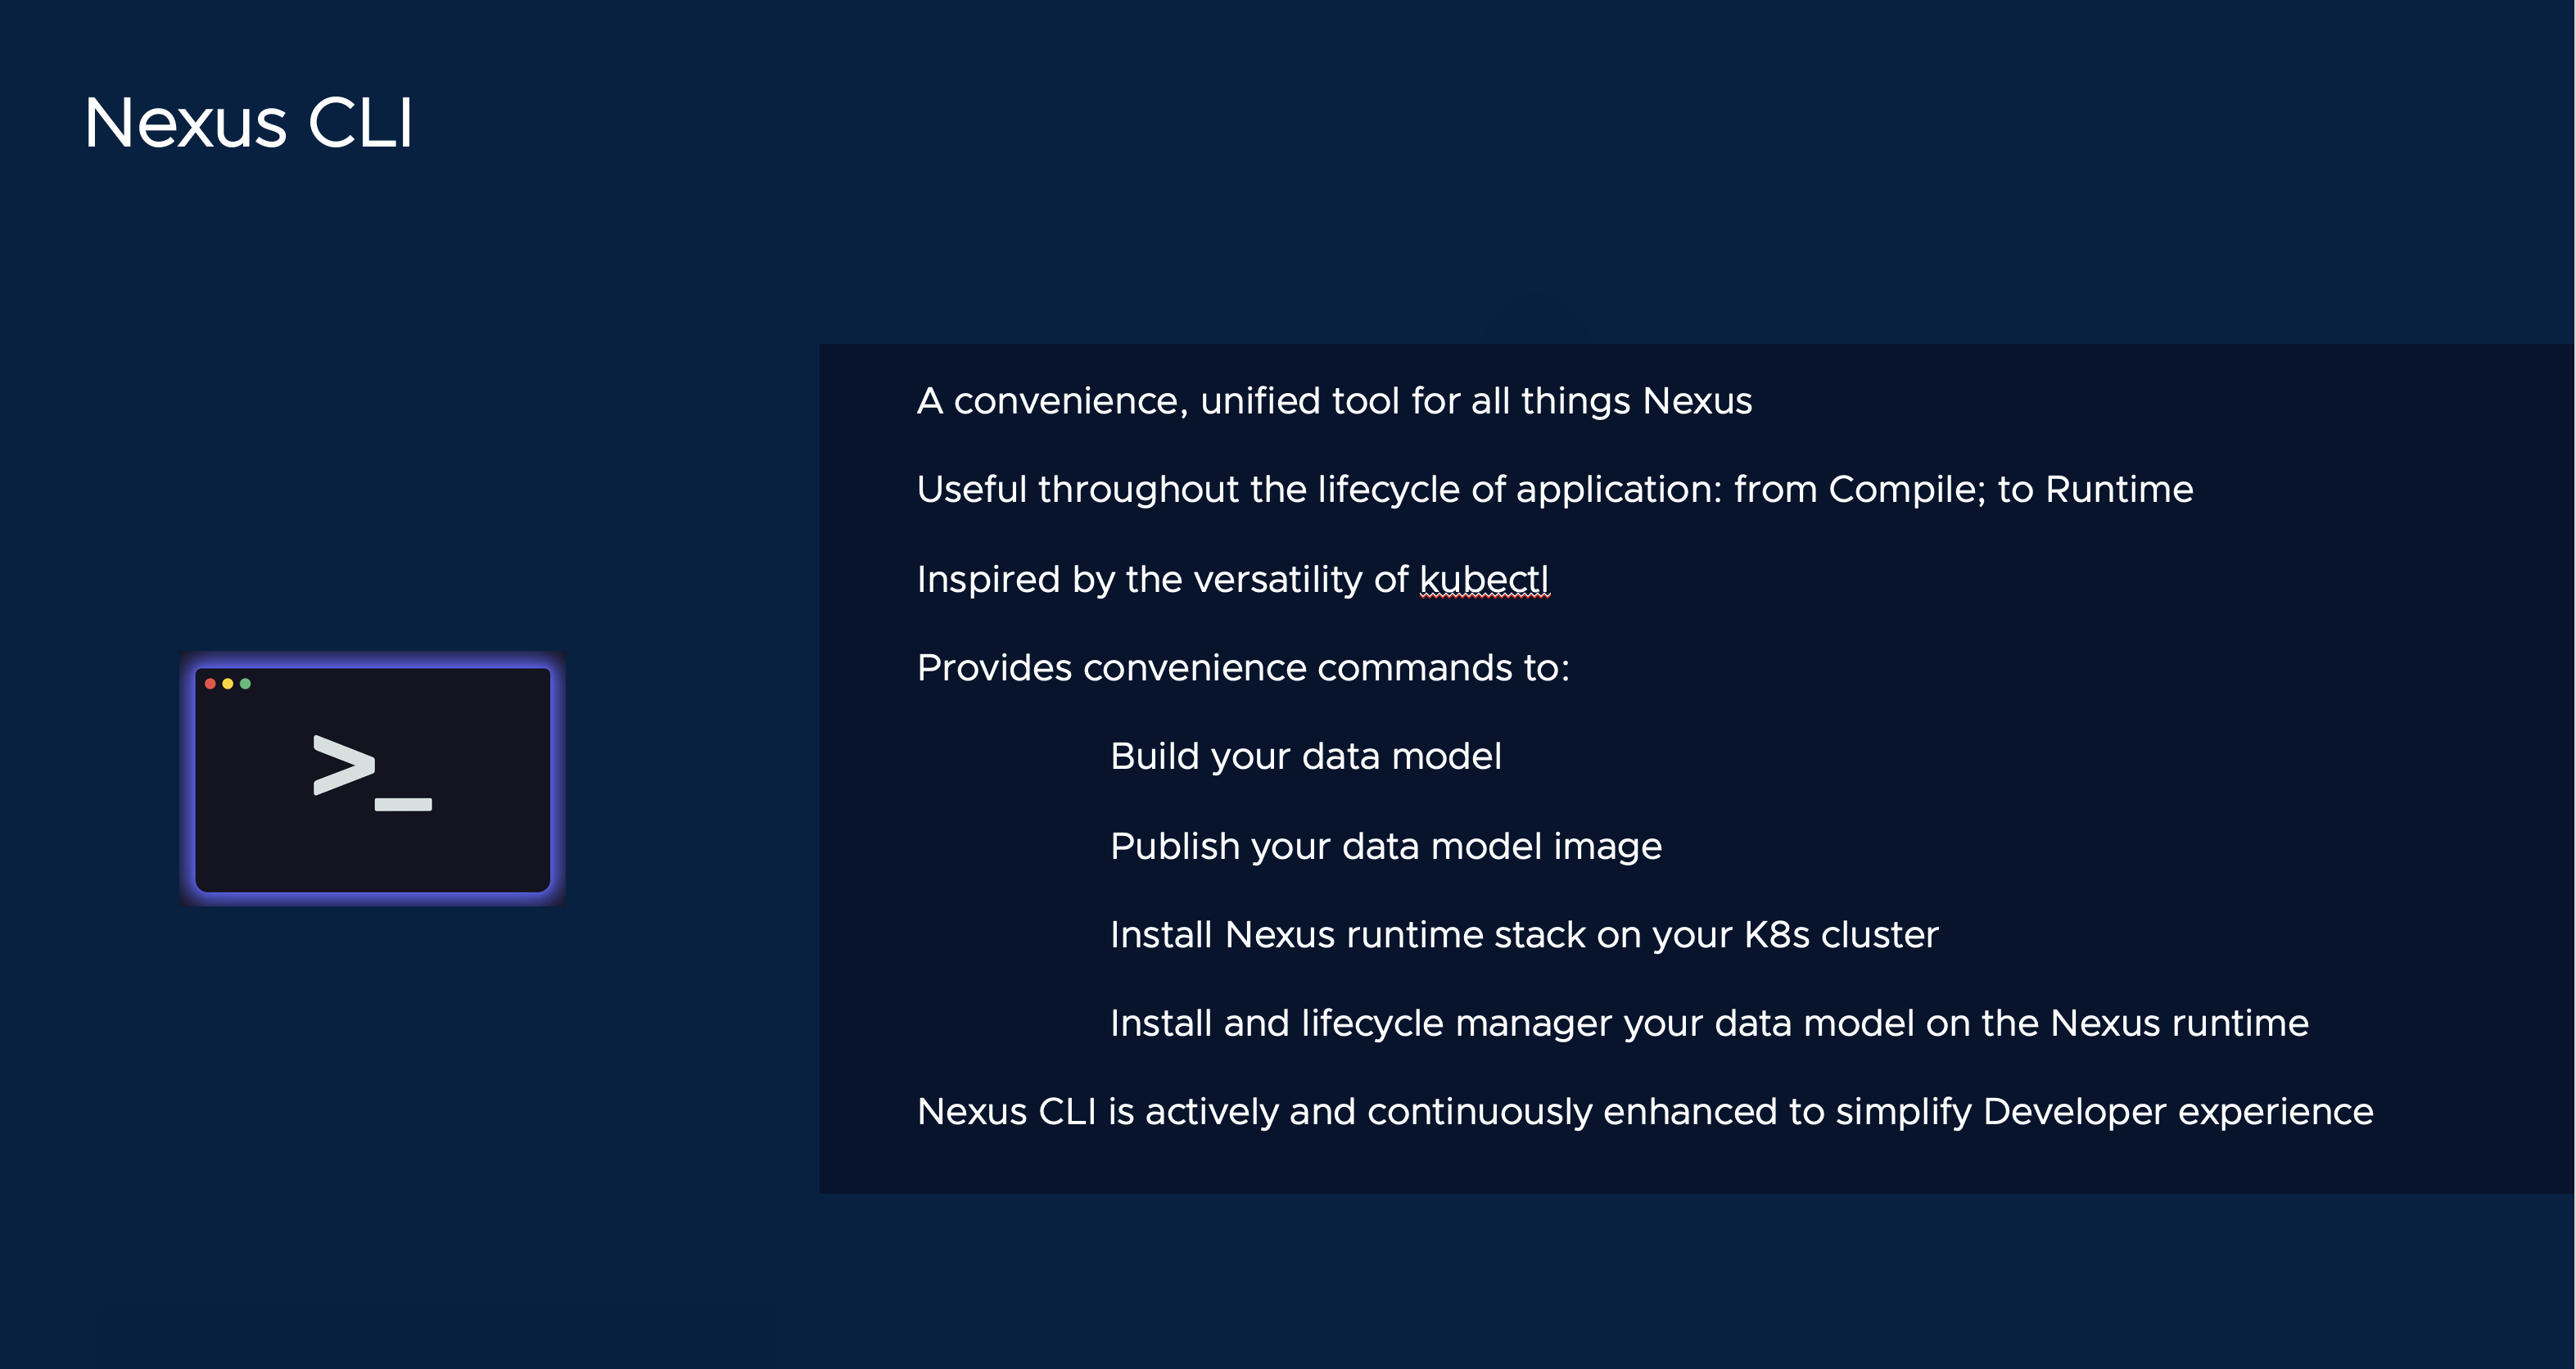 Nexus CLI
A convenience, unified tool for all things Nexus
Useful throughout the lifecycle of application: from Compile; to Runtime
Inspired by the versatility of kubectl
Provides convenience commands to:
Build your data model
Publish your data model image
Install Nexus runtime stack on your K8s cluster
Install and lifecycle manager your data model on the Nexus runtime
Nexus CLI is actively and continuously enhanced to simplify Developer experience
>_